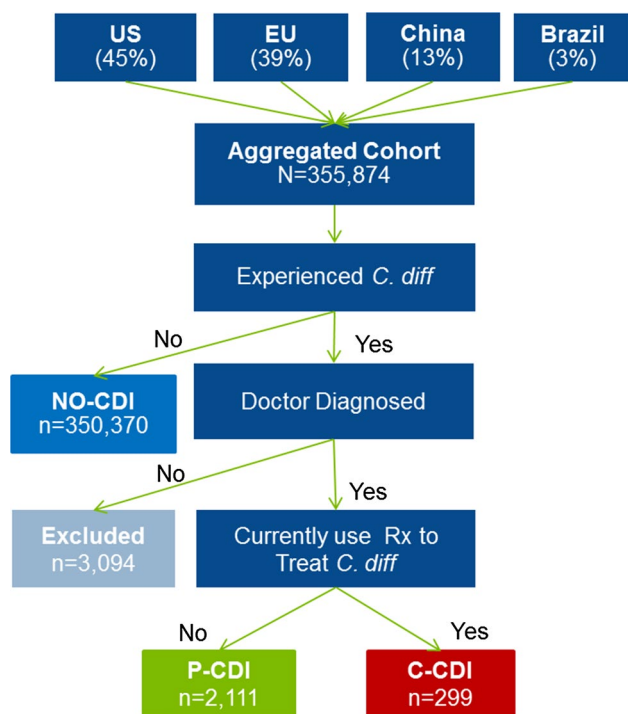 US
(45%)
EU
(39%)
China
(13%)
Brazil
(3%)
Aggregated Cohort
N=355,874
Experienced C. diff
No
Yes
NO-CDI
n=350,370
Doctor Diagnosed
No
Yes
Excluded
n=3,094
Currently use Rx to
Treat C. diff
No
Yes
P-CDI
n=2,111
C-CDI
n=299